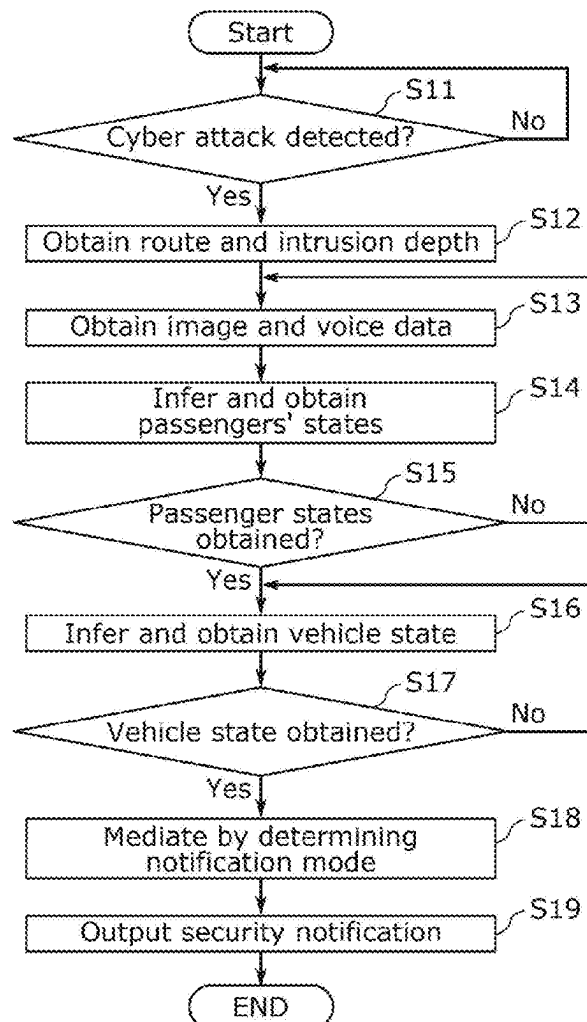 Start
S11
Cyber attack detected?
No
Yes
S12
Obtain route and intrusion depth
S13
Obtain image and voice data
S14
Infer and obtain
passengers' states
S15
Passenger states
obtained?
No
Yes
S16
Infer and obtain vehicle state
S17
Vehicle state obtained?
No
Yes
S18
Mediate by determining
notification mode
S19
Output security notification
END